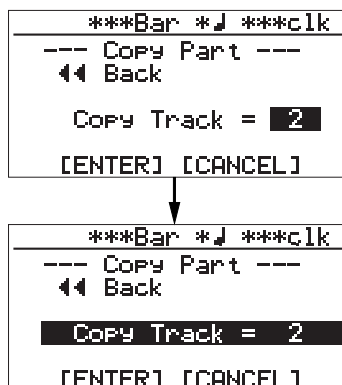 ***Bar *♩ ***clk
--- Copy Part ---
◀◀ Back
Copy Track = 2
[ENTER] [CANCEL]
***Bar *♩ ***clk
--- Copy Part ---
◀◀ Back
Copy Track = 2
[ENTER] [CANCEL]